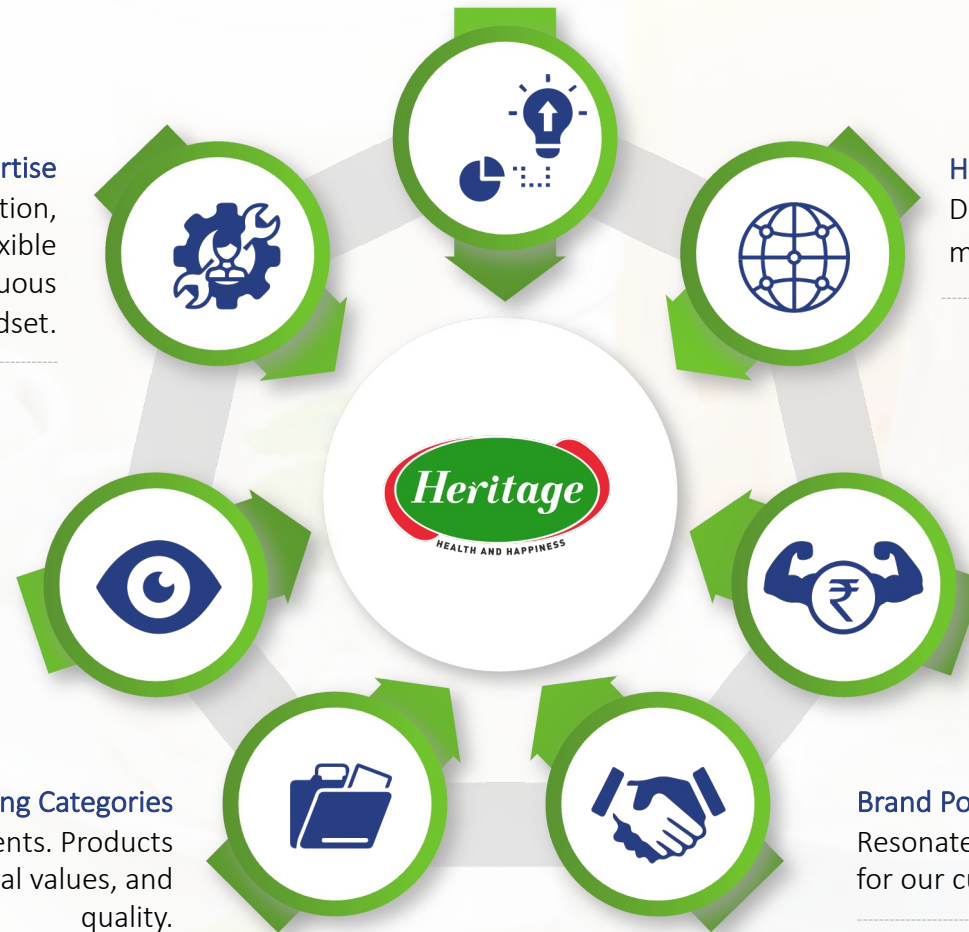 rtise
tion,
xible
uous
dset.
H
D
m
Heritage
HEALTH AND HAPPINESS
₹
ng Categories
ents. Products
al values, and
quality.
Brand Po
Resonate
for our cu